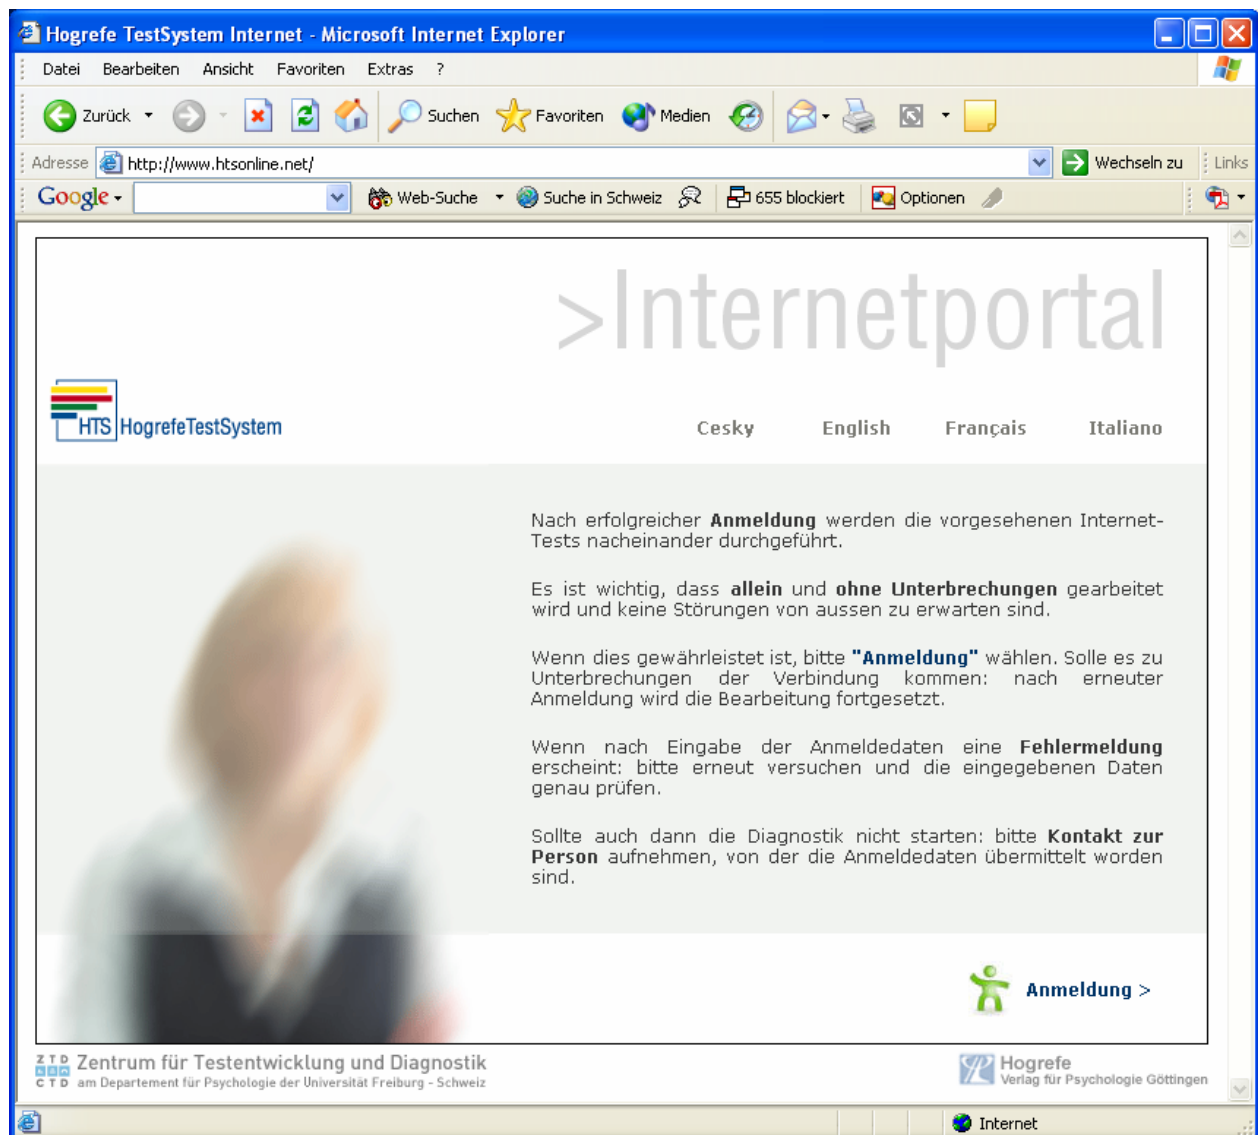 Hogrefe TestSystem Internet - Microsoft Internet Explorer
Datei Bearbeiten Ansicht Favoriten Extras ?
Zurück Suchen Favoriten Medien
Adresse http://www.htsonline.net/ Wechseln zu Links
Google Web-Suche Suche in Schweiz 655 blockiert Optionen
>Internetportal
HTS HogrefeTestSystem
Cesky English Français Italiano
Nach erfolgreicher Anmeldung werden die vorgesehenen Internet-
Tests nacheinander durchgeführt.
Es ist wichtig, dass allein und ohne Unterbrechungen gearbeitet
wird und keine Störungen von aussen zu erwarten sind.
Wenn dies gewährleistet ist, bitte "Anmeldung" wählen. Solle es zu
Unterbrechungen der Verbindung kommen: nach erneuter
Anmeldung wird die Bearbeitung fortgesetzt.
Wenn nach Eingabe der Anmeldedaten eine Fehlermeldung
erscheint: bitte erneut versuchen und die eingegebenen Daten
genau prüfen.
Sollte auch dann die Diagnostik nicht starten: bitte Kontakt zur
Person aufnehmen, von der die Anmeldedaten übermittelt worden
sind.
Anmeldung >
ZTD
CTD
Zentrum für Testentwicklung und Diagnostik
am Departement für Psychologie der Universität Freiburg - Schweiz
Hogrefe
Verlag für Psychologie Göttingen
Internet